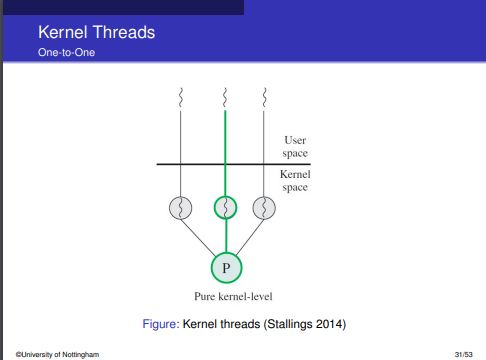 Kernel Threads
One-to-One
User
space
Kernel
space
P
Pure kernel-level
Figure: Kernel threads (Stallings 2014)
©University of Nottingham
31/53